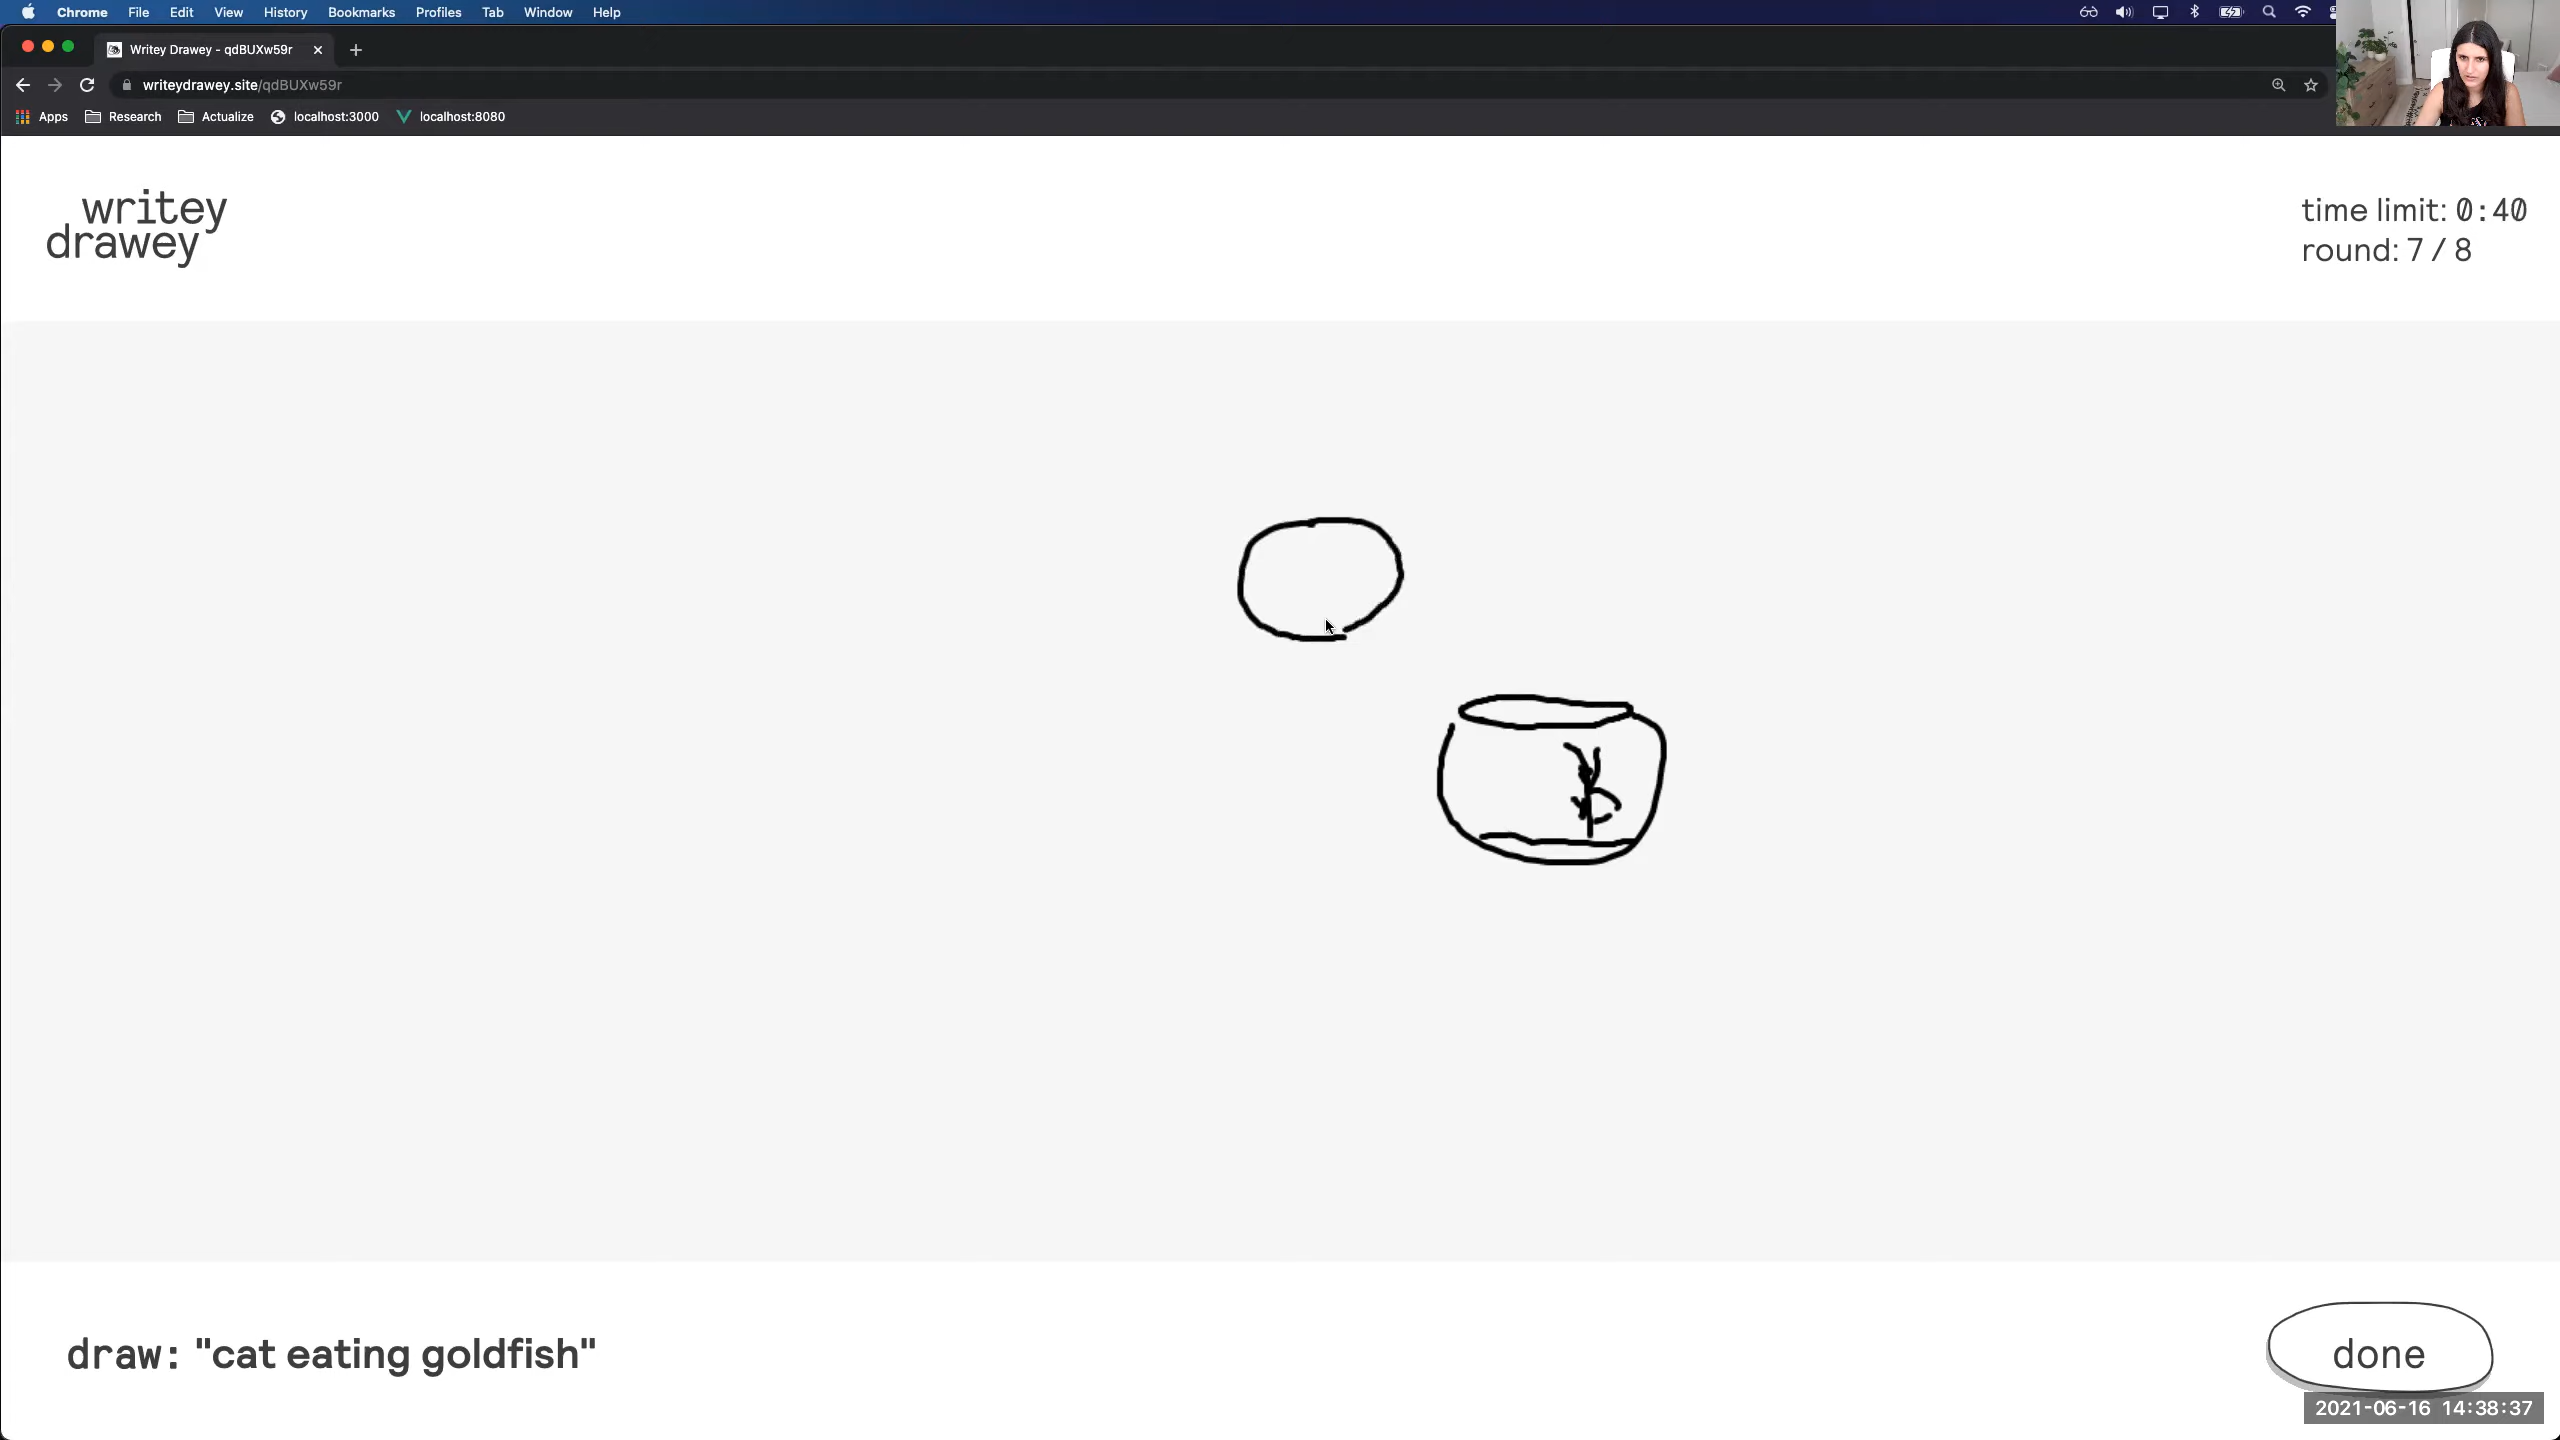 Chrome File Edit View History Bookmarks Profiles Tab Window Help
Writey Drawey - qdBUXw59r
writeydrawey.site/qdBUXw59r
Apps Research Actualize localhost:3000 localhost:8080
writey
drawey
time limit: 0:40
round: 7 / 8
draw: "cat eating goldfish"
done
2021-06-16 14:38:37